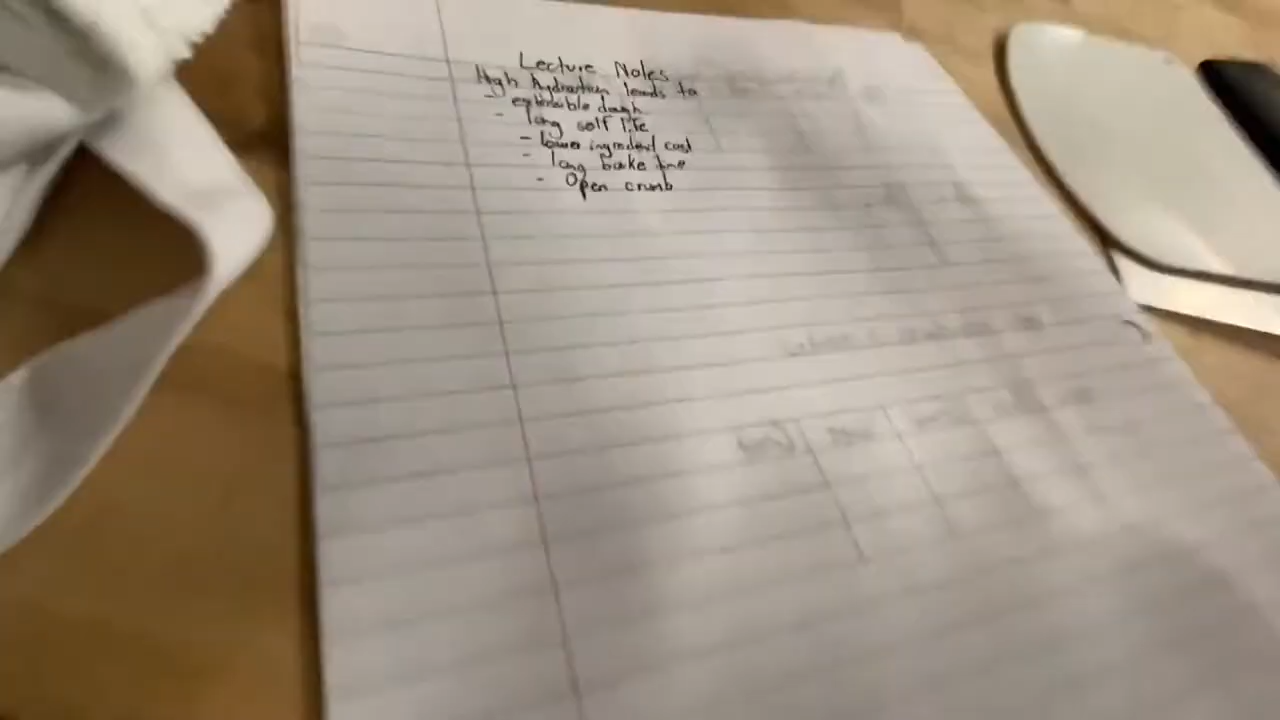 Lecture Notes
High hydration leads to
- extensible dough
- long self life
- lower ingredient cost
- long bake time
- Open crumb